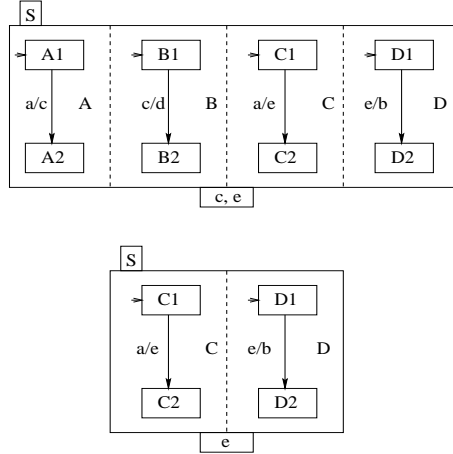 S
A1 B1 C1 D1
a/c A c/d B a/e C e/b D
A2 B2 C2 D2
c, e
S
C1 D1
a/e C e/b D
C2 D2
e